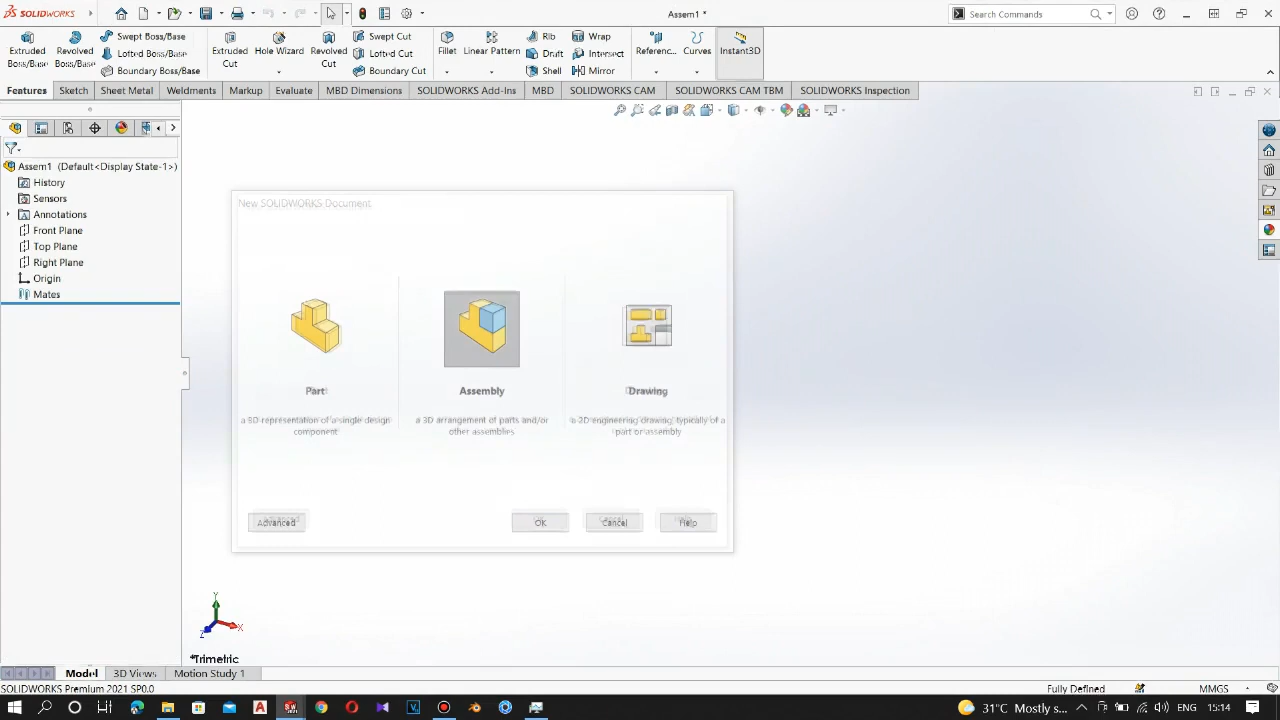 SOLIDWORKS
Assem1 *
Search Commands
Extruded Boss/Base
Revolved Boss/Base
Swept Boss/Base
Lofted Boss/Base
Boundary Boss/Base
Extruded Cut
Hole Wizard
Revolved Cut
Swept Cut
Lofted Cut
Boundary Cut
Fillet
Linear Pattern
Rib
Draft
Shell
Wrap
Intersect
Mirror
Referenc...
Curves
Instant3D
Features
Sketch
Sheet Metal
Weldments
Markup
Evaluate
MBD Dimensions
SOLIDWORKS Add-Ins
MBD
SOLIDWORKS CAM
SOLIDWORKS CAM TBM
SOLIDWORKS Inspection
Assem1 (Default<Display State-1>)
History
Sensors
Annotations
Front Plane
Top Plane
Right Plane
Origin
Mates
New SOLIDWORKS Document
Part
Assembly
Drawing
a 3D representation of a single design component
a 3D arrangement of parts and/or other assemblies
a 2D engineering drawing, typically of a part or assembly
Advanced
OK
Cancel
Help
Y
X
Z
*Trimetric
Model
3D Views
Motion Study 1
SOLIDWORKS Premium 2021 SP0.0
Fully Defined
MMGS
31°C Mostly s...
ENG
15:14